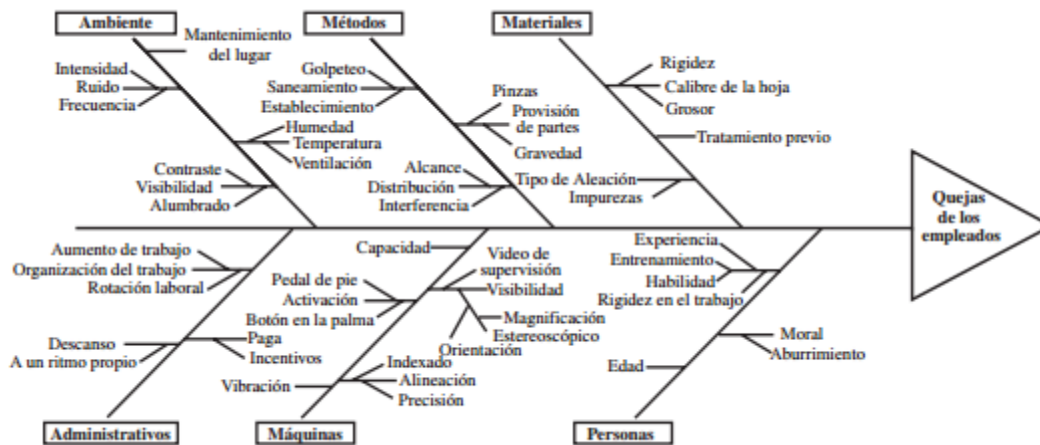 Ambiente
Métodos
Materiales
Mantenimiento
del lugar
Intensidad
Ruido
Frecuencia
Humedad
Temperatura
Ventilación
Contraste
Visibilidad
Alumbrado
Golpeteo
Saneamiento
Establecimiento
Pinzas
Provisión
de partes
Gravedad
Alcance
Distribución
Interferencia
Rigidez
Calibre de la hoja
Grosor
Tratamiento previo
Tipo de Aleación
Impurezas
Quejas
de los
empleados
Aumento de trabajo
Organización del trabajo
Rotación laboral
Descanso
A un ritmo propio
Paga
Incentivos
Capacidad
Pedal de pie
Activación
Botón en la palma
Video de
supervisión
Visibilidad
Magnificación
Estereoscópico
Orientación
Vibración
Indexado
Alineación
Precisión
Experiencia
Entrenamiento
Habilidad
Rigidez en el trabajo
Moral
Aburrimiento
Edad
Administrativos
Máquinas
Personas